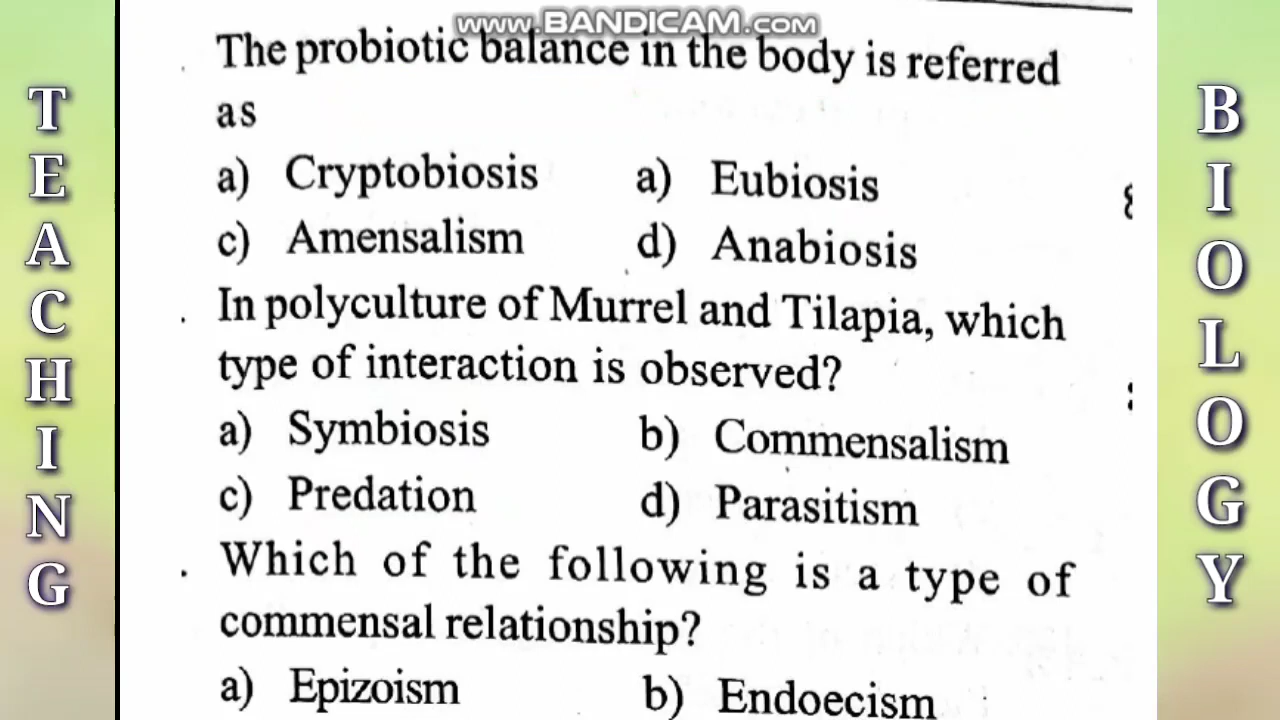 www.BANDICAM.com
TEACHING
The probiotic balance in the body is referred
as
a) Cryptobiosis a) Eubiosis
c) Amensalism d) Anabiosis
. In polyculture of Murrel and Tilapia, which
type of interaction is observed?
a) Symbiosis b) Commensalism
c) Predation d) Parasitism
. Which of the following is a type of
commensal relationship?
a) Epizoism b) Endoecism
BIOLOGY